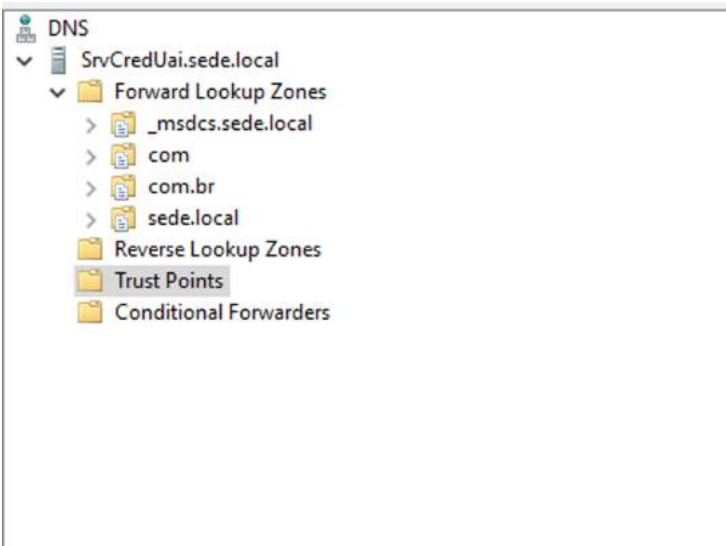 DNS
SrvCredUai.sede.local
Forward Lookup Zones
_msdcs.sede.local
com
com.br
sede.local
Reverse Lookup Zones
Trust Points
Conditional Forwarders